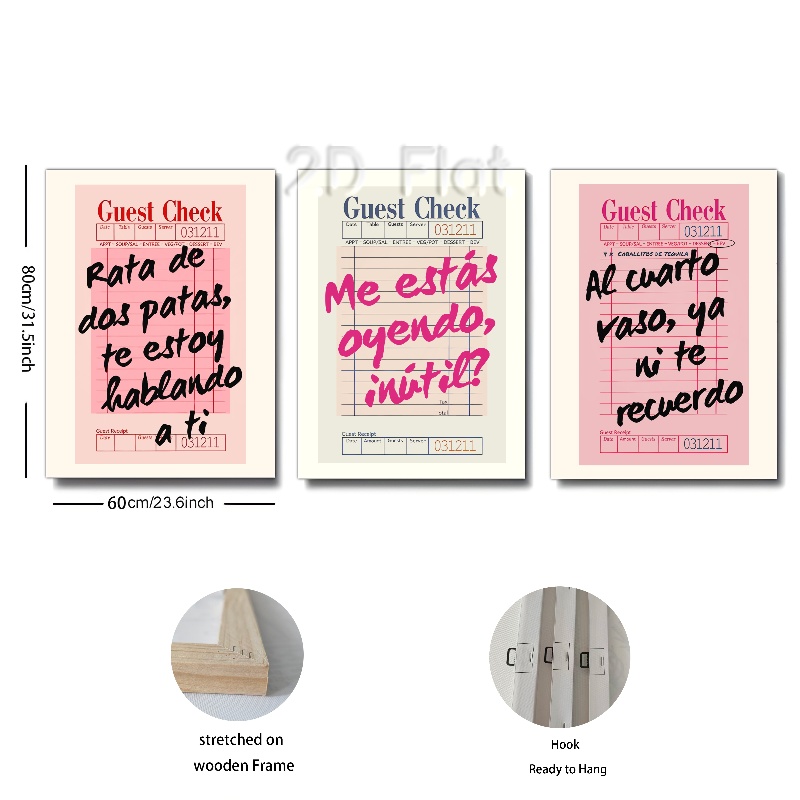 2D Flat
80cm/31.5inch
60cm/23.6inch
Guest Check
Date Table Guests Server 031211
APPT - SOUP/SAL - ENTREE - VEG/POT - DESSERT - BEV
Rata de
dos patas,
te estoy
hablando
a ti
Guest Receipt
Date Guests Server 031211
Guest Check
Date Table Guests Server 031211
APPT - SOUP/SAL - ENTREE - VEG/POT - DESSERT - BEV
Me estás
oyendo,
inútil?
Tax
otal
Guest Receipt
Date Amount Guests Server 031211
Guest Check
Date Table Guests Server 031211
APPT - SOUP/SAL - ENTREE - VEG/POT - DESSERT - BEV
4 x CABALLITOS DE TEQUILA
Al cuarto
vaso, ya
ni te
recuerdo
Guest Receipt
Date Amount Guests Server 031211
stretched on
wooden Frame
Hook
Ready to Hang